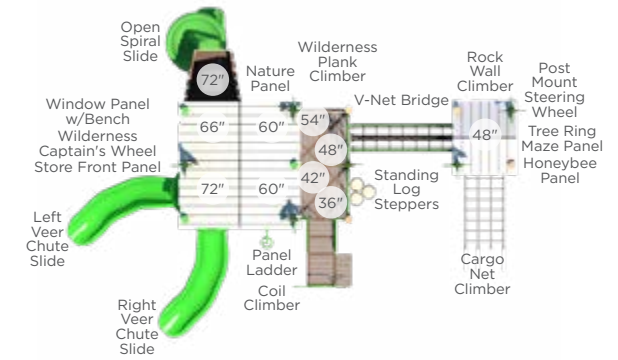 Open
Spiral
Slide
72"
Nature
Panel
Wilderness
Plank
Climber
V-Net Bridge
Rock
Wall
Climber
Post
Mount
Steering
Wheel
Tree Ring
Maze Panel
Honeybee
Panel
Window Panel
w/Bench
Wilderness
Captain's Wheel
Store Front Panel
66"
60"
54"
48"
48"
72"
60"
42"
36"
Standing
Log
Steppers
Left
Veer
Chute
Slide
Panel
Ladder
Coil
Climber
Cargo
Net
Climber
Right
Veer
Chute
Slide